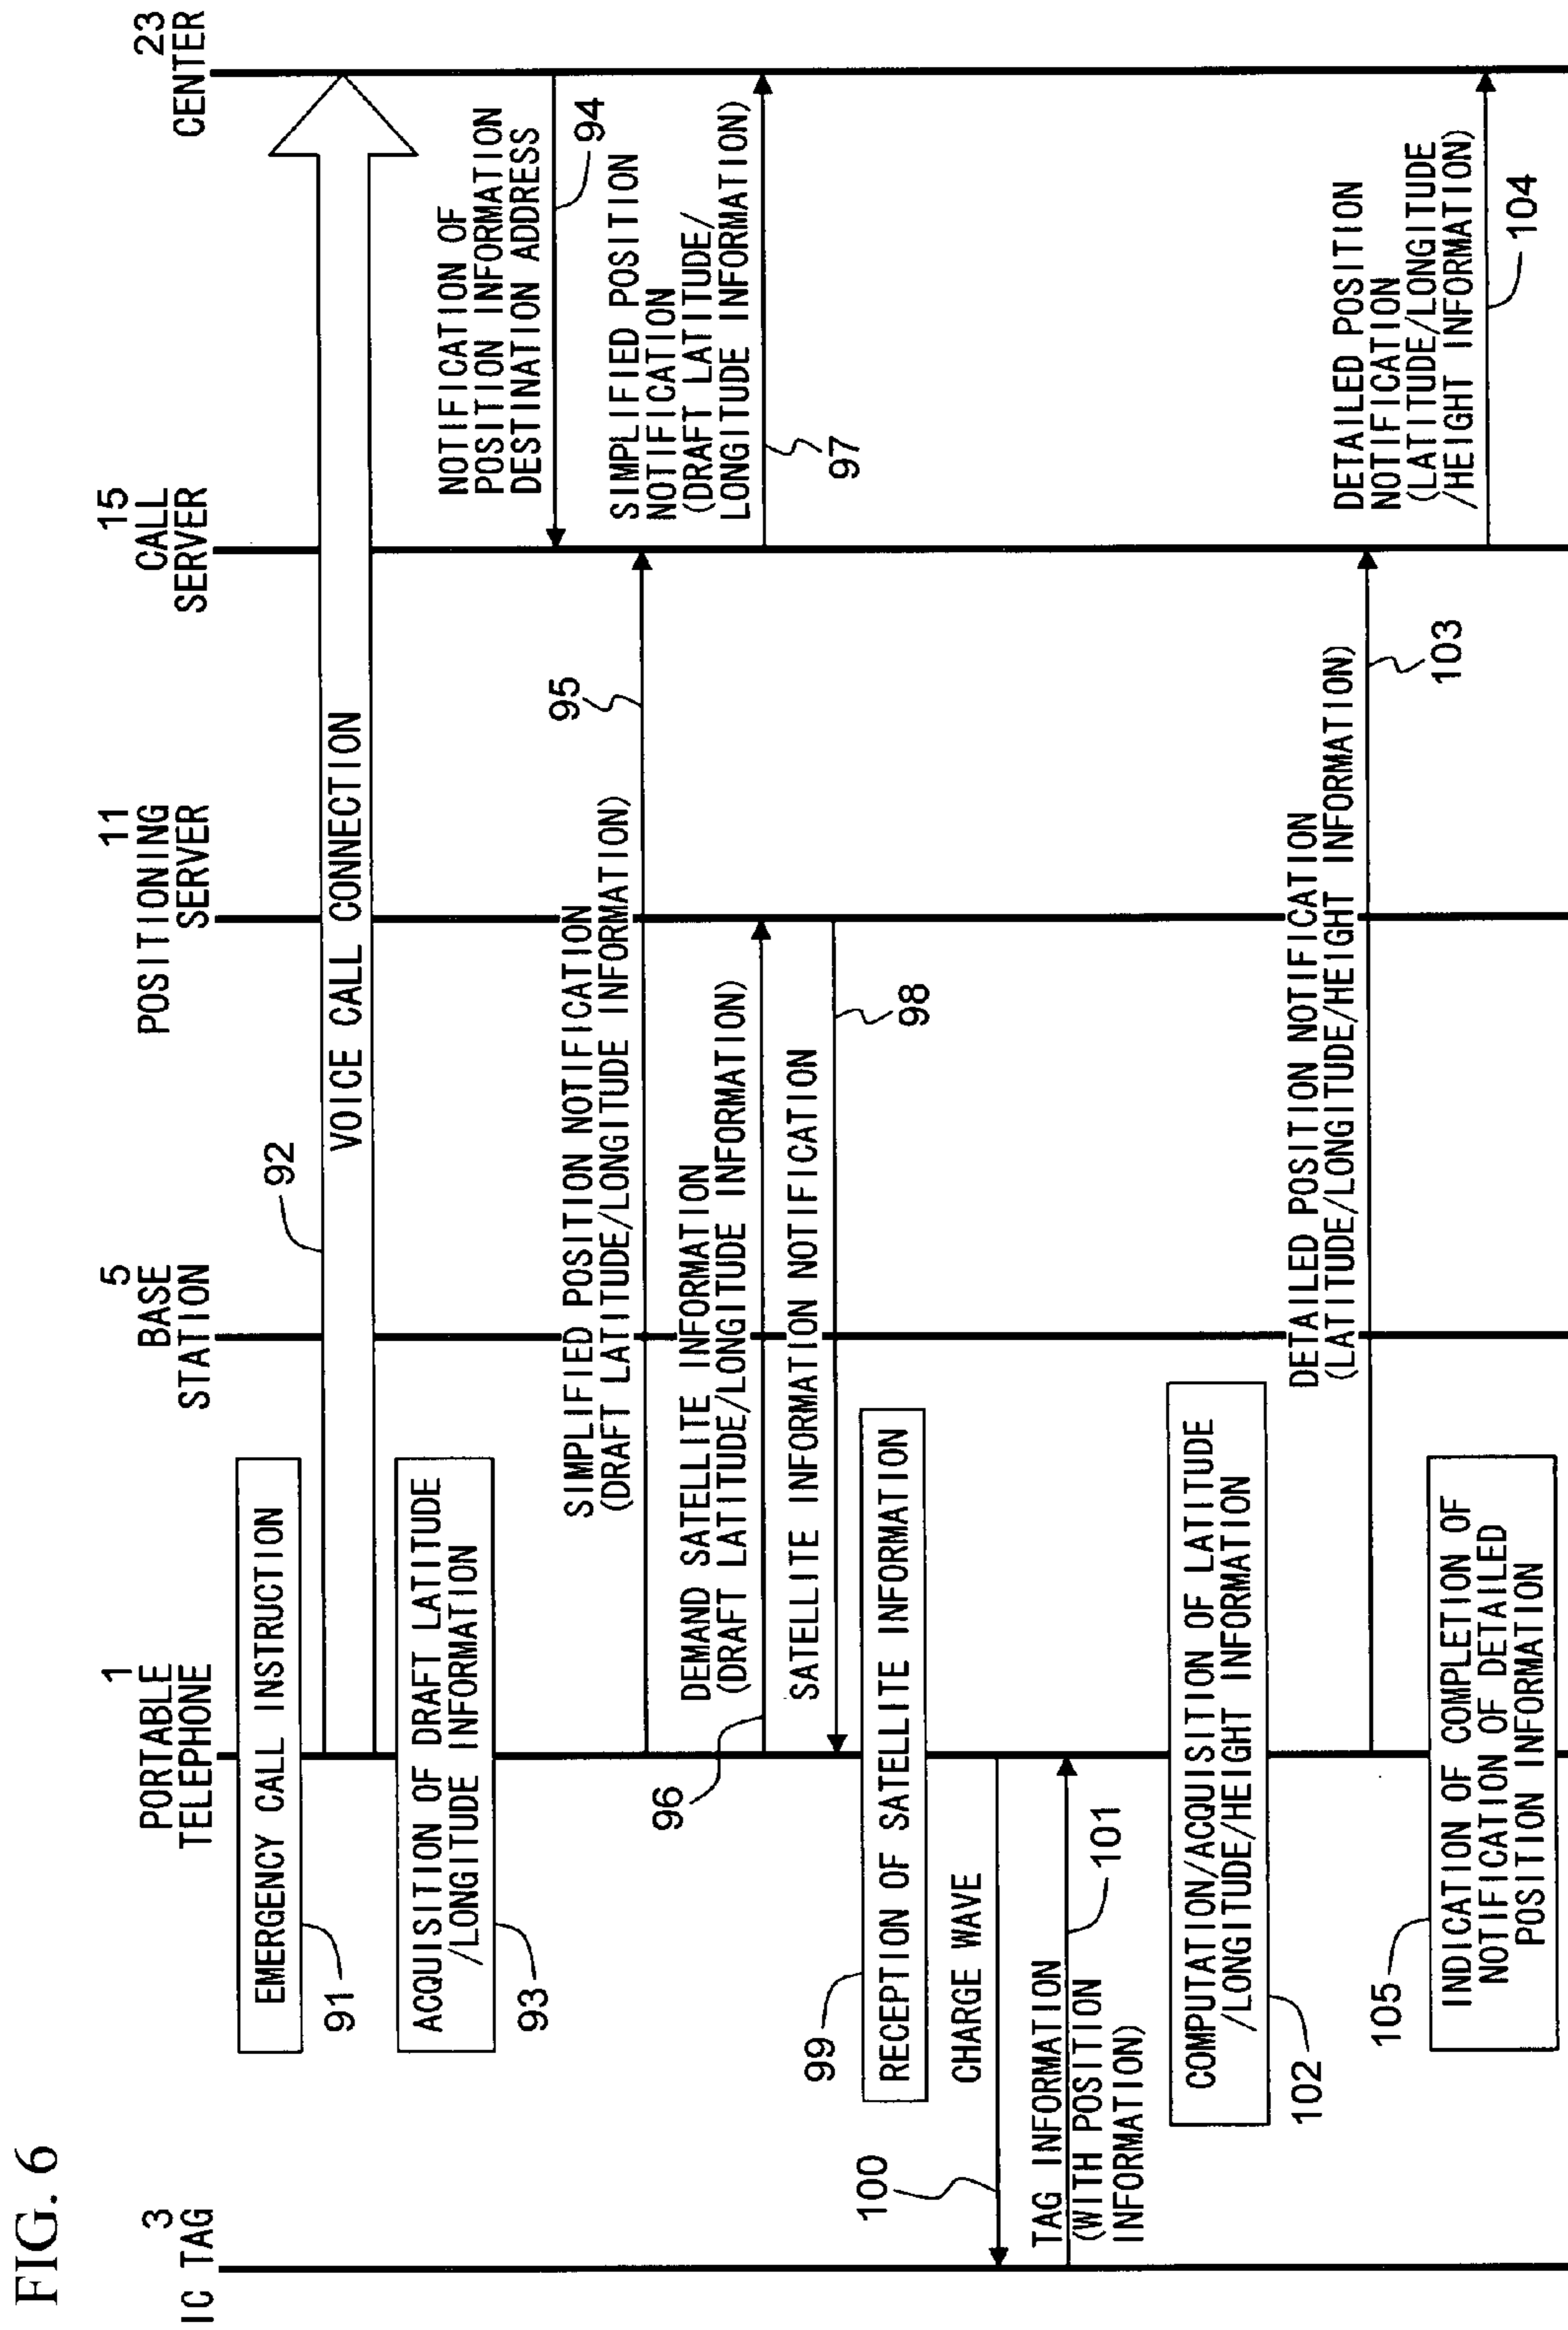 FIG. 6
3
IC TAG
1
PORTABLE
TELEPHONE
5
BASE
STATION
11
POSITIONING
SERVER
15
CALL
SERVER
23
CENTER
EMERGENCY CALL INSTRUCTION
91
92
VOICE CALL CONNECTION
ACQUISITION OF DRAFT LATITUDE
/LONGITUDE INFORMATION
93
NOTIFICATION OF
POSITION INFORMATION
DESTINATION ADDRESS
94
SIMPLIFIED POSITION NOTIFICATION
(DRAFT LATITUDE/LONGITUDE INFORMATION)
95
SIMPLIFIED POSITION
NOTIFICATION
(DRAFT LATITUDE/
LONGITUDE INFORMATION)
97
DEMAND SATELLITE INFORMATION
(DRAFT LATITUDE/LONGITUDE INFORMATION)
96
SATELLITE INFORMATION NOTIFICATION
98
99
RECEPTION OF SATELLITE INFORMATION
CHARGE WAVE
100
TAG INFORMATION
(WITH POSITION
INFORMATION)
101
COMPUTATION/ACQUISITION OF LATITUDE
/LONGITUDE/HEIGHT INFORMATION
102
DETAILED POSITION NOTIFICATION
(LATITUDE/LONGITUDE/HEIGHT INFORMATION)
103
DETAILED POSITION
NOTIFICATION
(LATITUDE/LONGITUDE
/HEIGHT INFORMATION)
104
105
INDICATION OF COMPLETION OF
NOTIFICATION OF DETAILED
POSITION INFORMATION